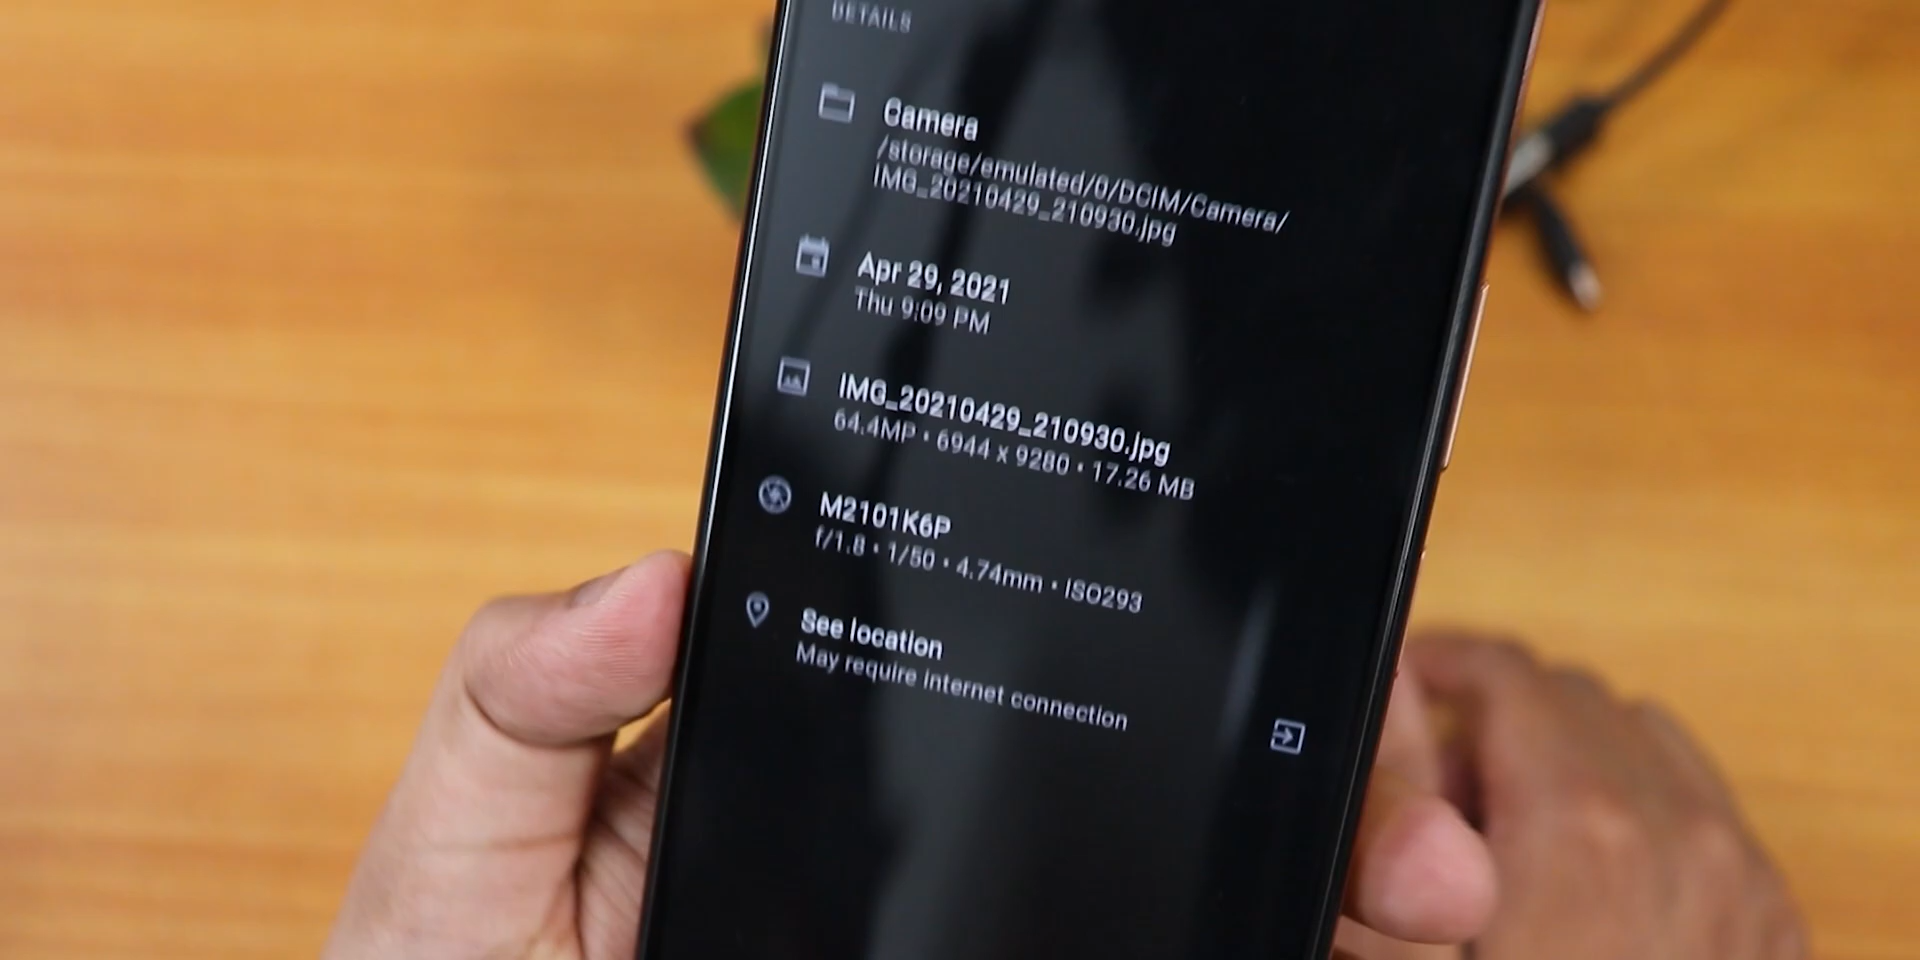 DETAILS
Camera
/storage/emulated/0/DCIM/Camera/
IMG_20210429_210930.jpg
Apr 29, 2021
Thu 9:09 PM
IMG_20210429_210930.jpg
64.4MP • 6944 x 9280 • 17.26 MB
M2101K6P
f/1.8 • 1/50 • 4.74mm • ISO293
See location
May require internet connection